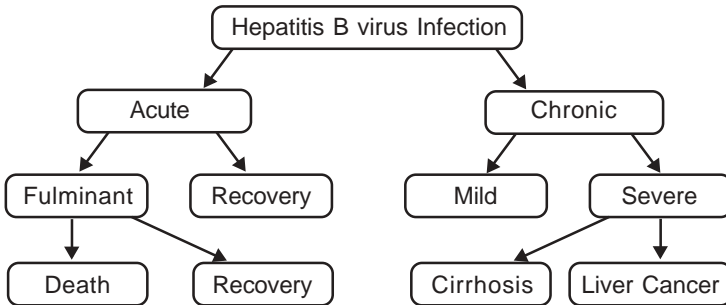 Hepatitis B virus Infection
Acute
Chronic
Fulminant
Recovery
Mild
Severe
Death
Recovery
Cirrhosis
Liver Cancer